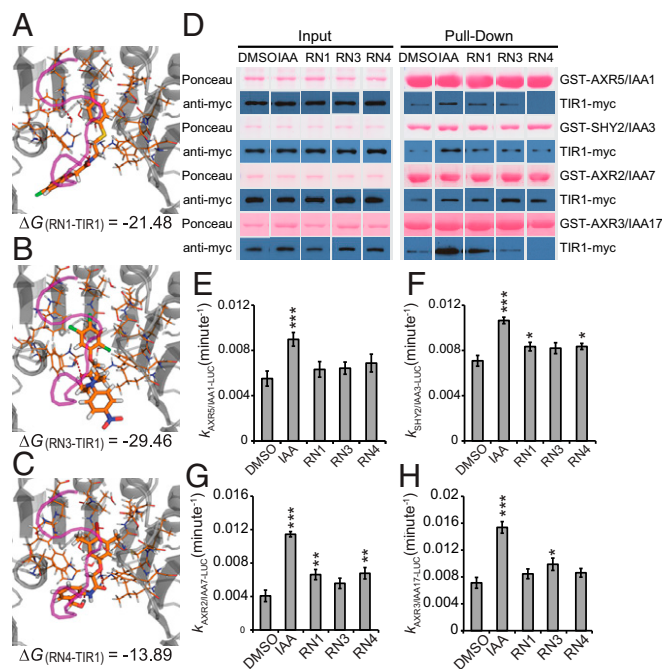 A
ΔG(RN1-TIR1) = -21.48
B
ΔG(RN3-TIR1) = -29.46
C
ΔG(RN4-TIR1) = -13.89
D
Input Pull-Down
DMSO IAA RN1 RN3 RN4 DMSO IAA RN1 RN3 RN4
Ponceau GST-AXR5/IAA1
anti-myc TIR1-myc
Ponceau GST-SHY2/IAA3
anti-myc TIR1-myc
Ponceau GST-AXR2/IAA7
anti-myc TIR1-myc
Ponceau GST-AXR3/IAA17
anti-myc TIR1-myc
E
kAXR5/IAA1-LUC(minute⁻¹)
0.012
0.008
0.004
0
***
DMSO IAA RN1 RN3 RN4
F
kSHY2/IAA3-LUC(minute⁻¹)
0.012
0.008
0.004
0
*** * *
DMSO IAA RN1 RN3 RN4
G
kAXR2/IAA7-LUC(minute⁻¹)
0.016
0.012
0.008
0.004
0
*** ** **
DMSO IAA RN1 RN3 RN4
H
kAXR3/IAA17-LUC(minute⁻¹)
0.02
0.016
0.012
0.008
0.004
0
*** *
DMSO IAA RN1 RN3 RN4